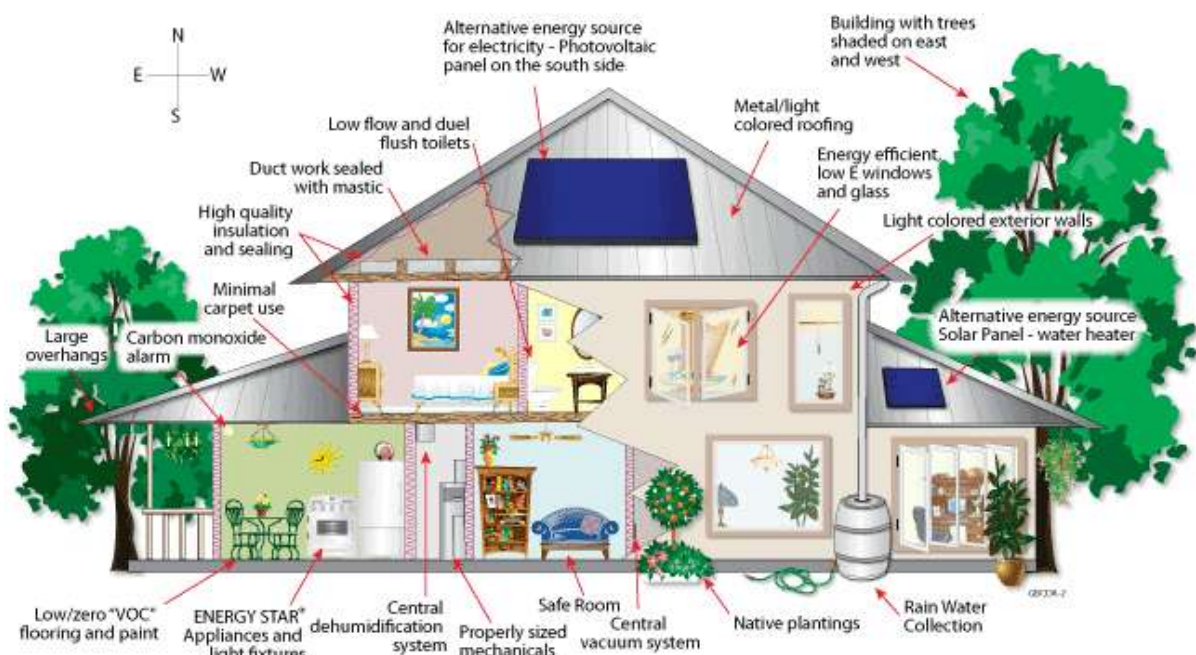 N
E W
S
Alternative energy source
for electricity - Photovoltaic
panel on the south side
Building with trees
shaded on east
and west
Low flow and duel
flush toilets
Metal/light
colored roofing
Duct work sealed
with mastic
Energy efficient,
low E windows
and glass
High quality
insulation
and sealing
Light colored exterior walls
Minimal
carpet use
Large
overhangs
Carbon monoxide
alarm
Alternative energy source
Solar Panel - water heater
Low/zero "VOC"
flooring and paint
ENERGY STAR®
Appliances and
light fixtures
Central
dehumidification
system
Properly sized
mechanicals
Safe Room
Central
vacuum system
Native plantings
Rain Water
Collection